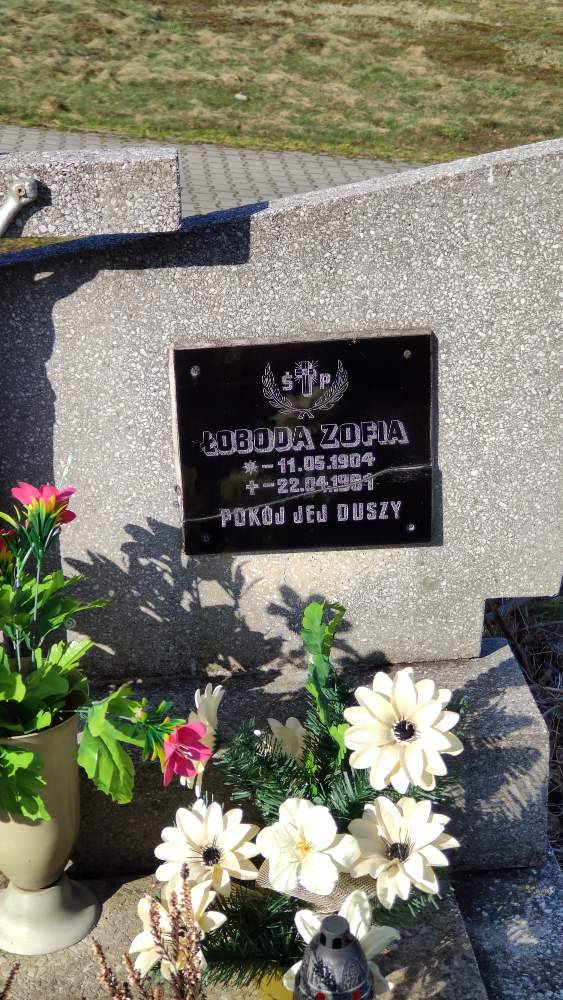 Ś P
ŁOBODA ZOFIA
* - 11.05.1904
✝ - 22.04.1981
POKÓJ JEJ DUSZY